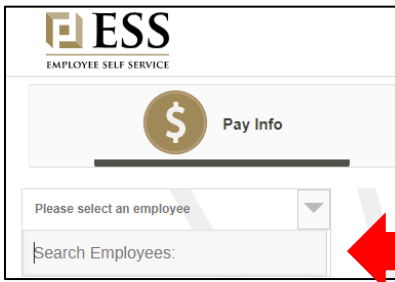 ESS
EMPLOYEE SELF SERVICE
$ Pay Info
Please select an employee
Search Employees: